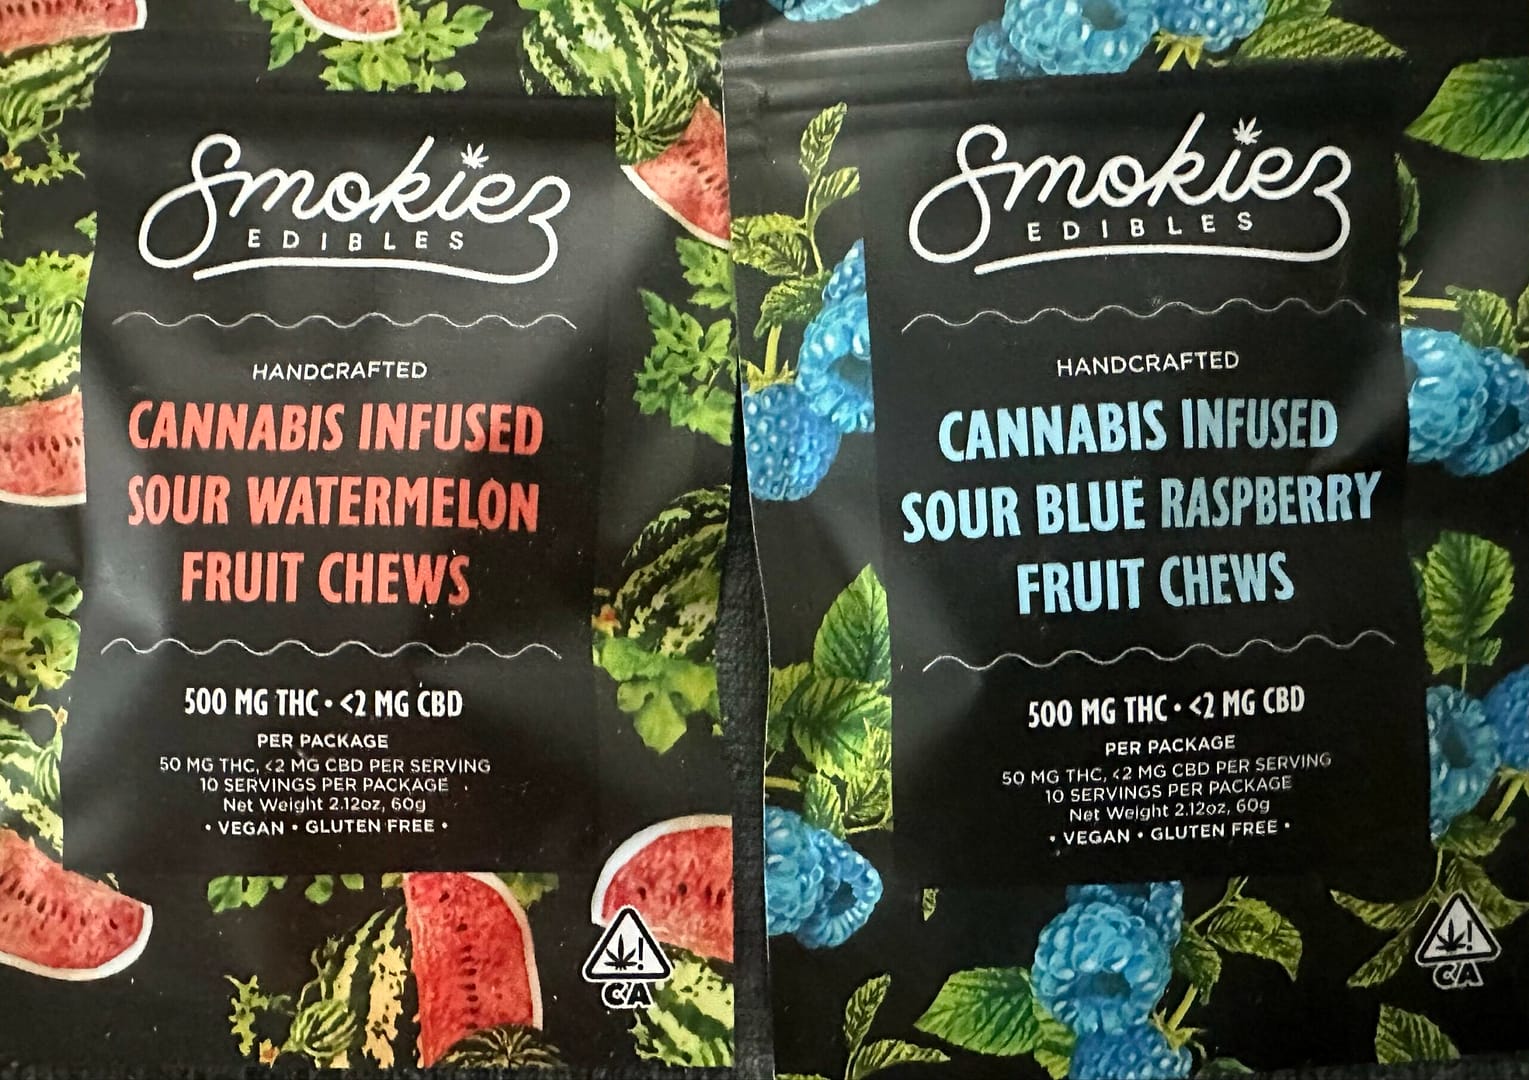 Smokiez
EDIBLES
HANDCRAFTED
CANNABIS INFUSED
SOUR WATERMELON
FRUIT CHEWS
500 MG THC • <2 MG CBD
PER PACKAGE
50 MG THC, <2 MG CBD PER SERVING
10 SERVINGS PER PACKAGE
Net Weight 2.12oz, 60g
• VEGAN • GLUTEN FREE •
!
CA
Smokiez
EDIBLES
HANDCRAFTED
CANNABIS INFUSED
SOUR BLUE RASPBERRY
FRUIT CHEWS
500 MG THC • <2 MG CBD
PER PACKAGE
50 MG THC, <2 MG CBD PER SERVING
10 SERVINGS PER PACKAGE
Net Weight 2.12oz, 60g
• VEGAN • GLUTEN FREE •
!
CA